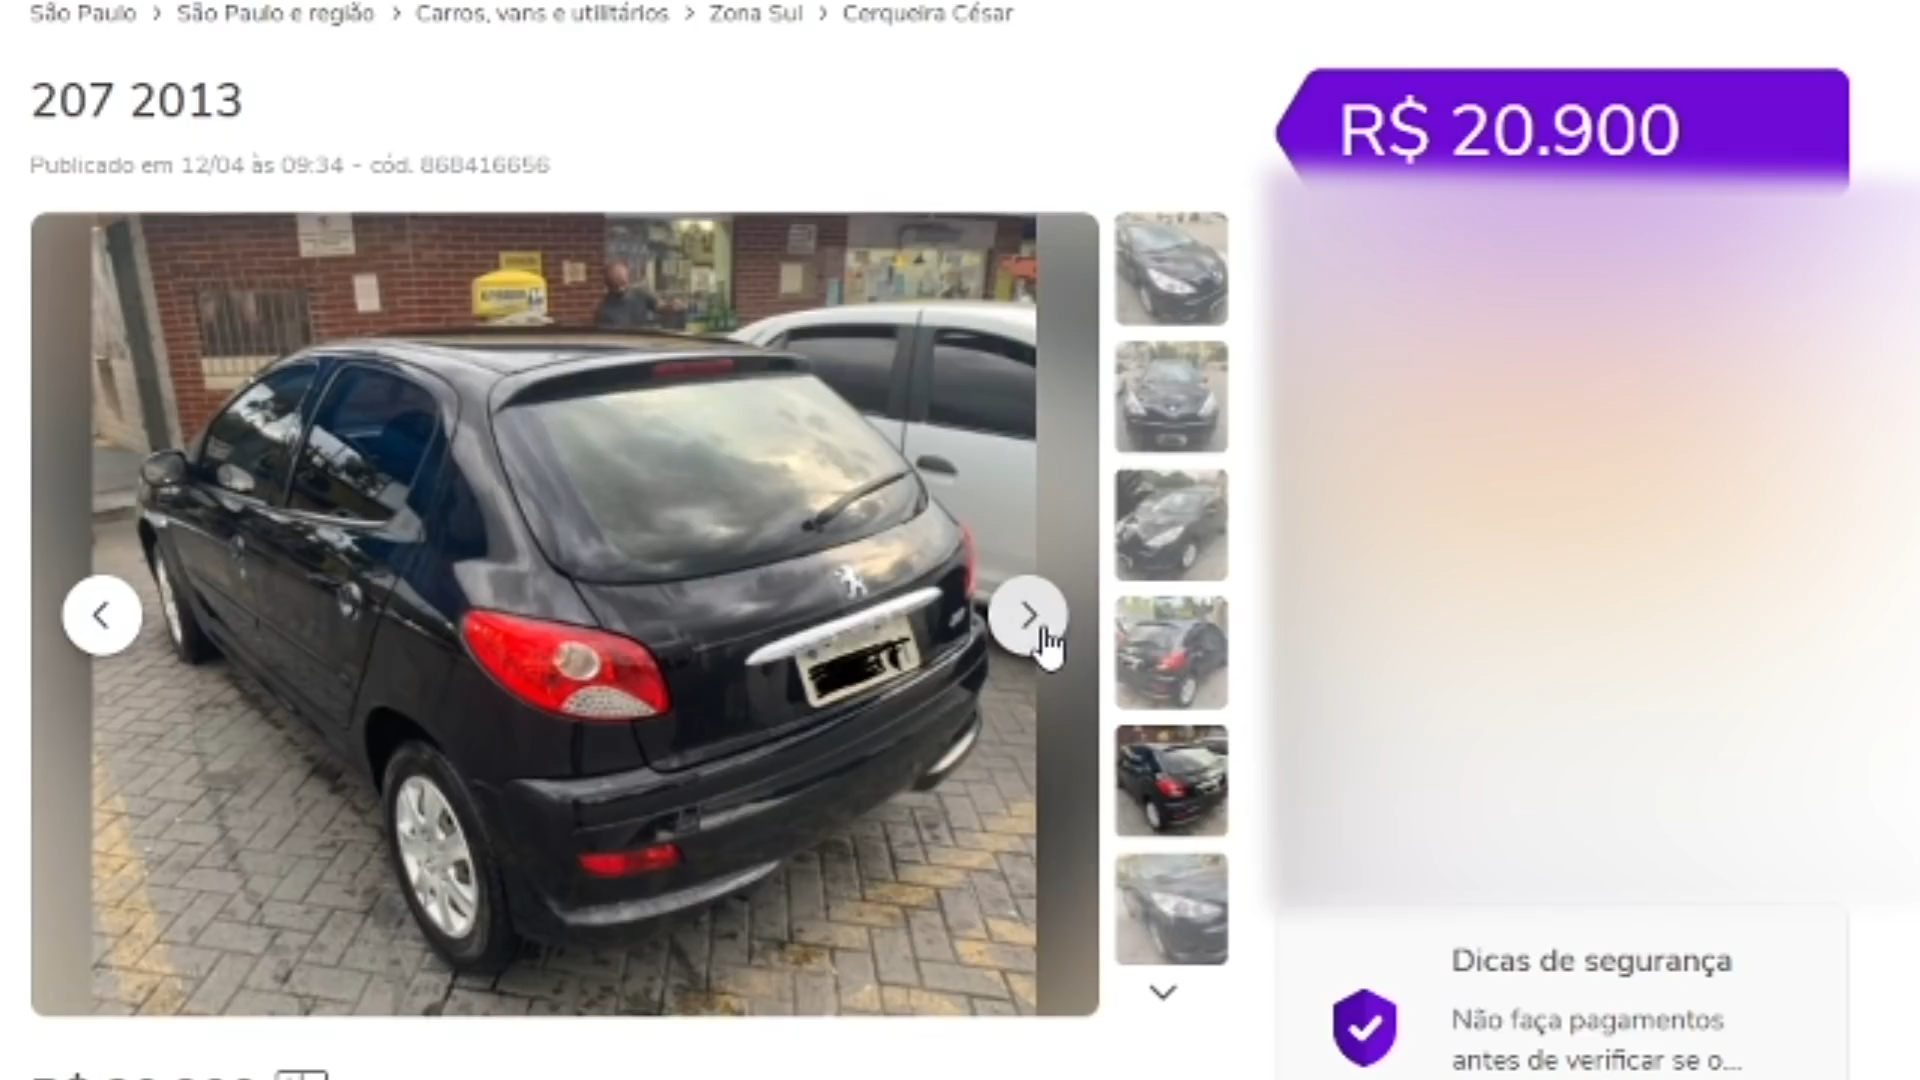 São Paulo > São Paulo e região > Carros, vans e utilitários > Zona Sul > Cerqueira César
207 2013
R$ 20.900
Publicado em 12/04 às 09:34 - cód. 868416656
Dicas de segurança
Não faça pagamentos
antes de verificar se o...